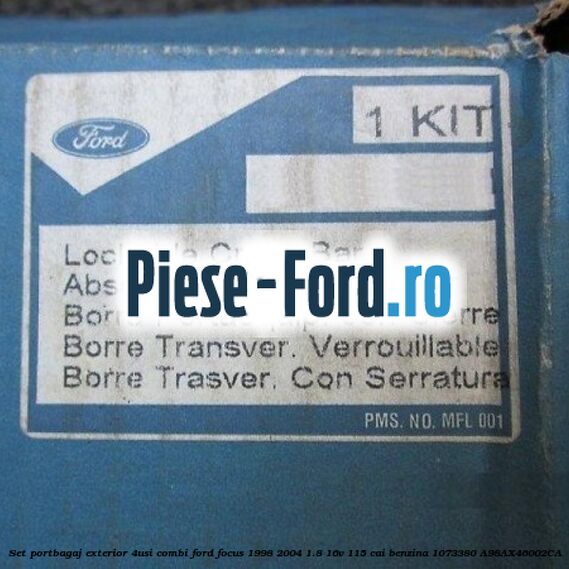 Ford
1 KIT
Piese-Ford.ro
Borre Transver. Verrouillable
Borre Trasver. Con Serratura
PMS. NO. MFL 001
Set portbagaj exterior 4usi combi ford focus 1998 2004 1.8 16v 115 cai benzina 1073380 A98AX46002CA